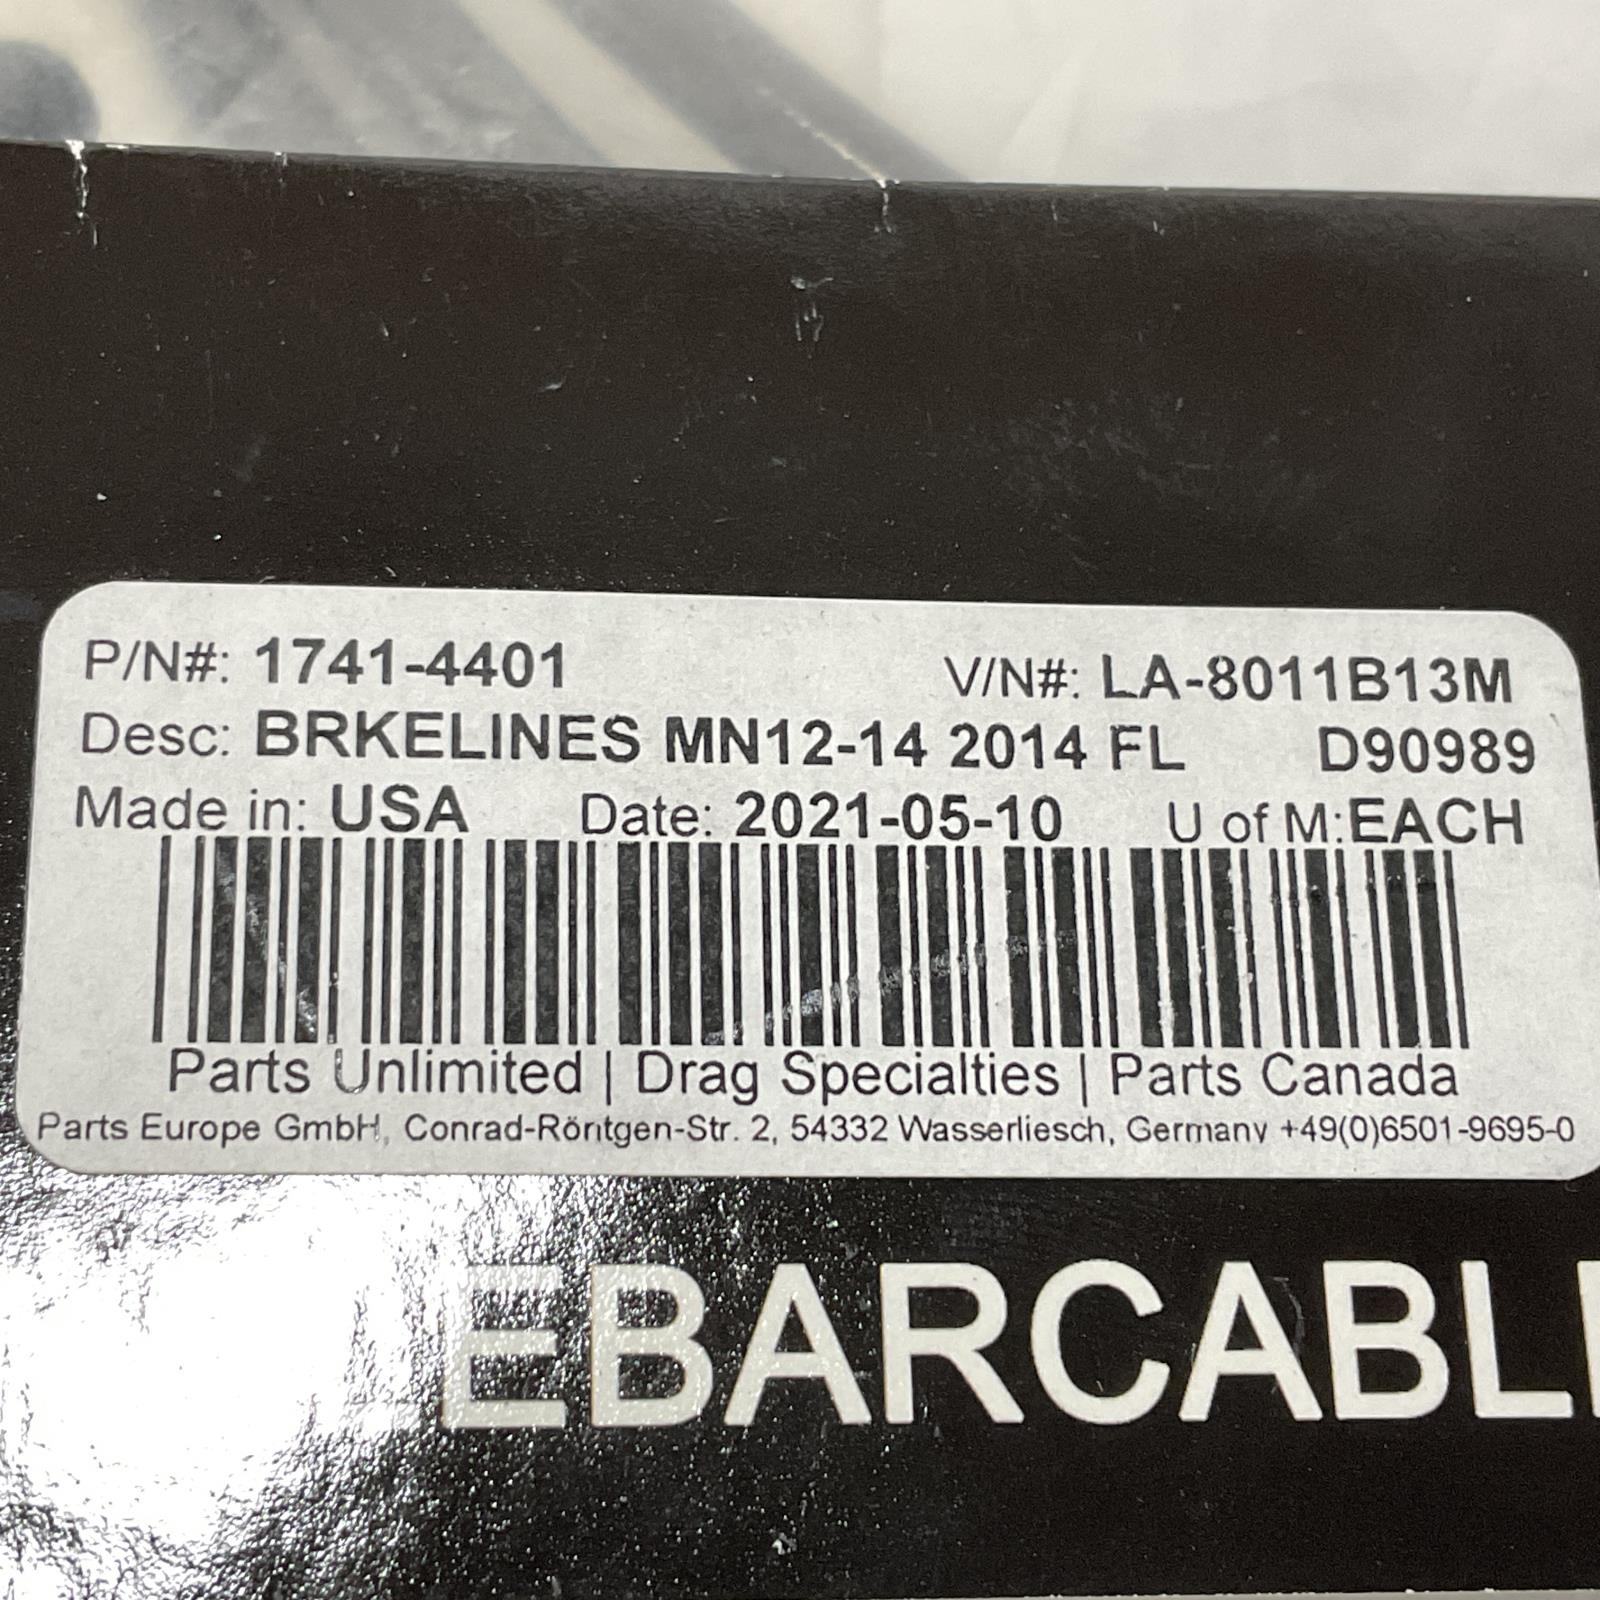 P/N#: 1741-4401 V/N#: LA-8011B13M
Desc: BRKELINES MN12-14 2014 FL D90989
Made in: USA Date: 2021-05-10 U of M:EACH
Parts Unlimited | Drag Specialties | Parts Canada
Parts Europe GmbH, Conrad-Röntgen-Str. 2, 54332 Wasserliesch, Germany +49(0)6501-9695-0
EBARCABL